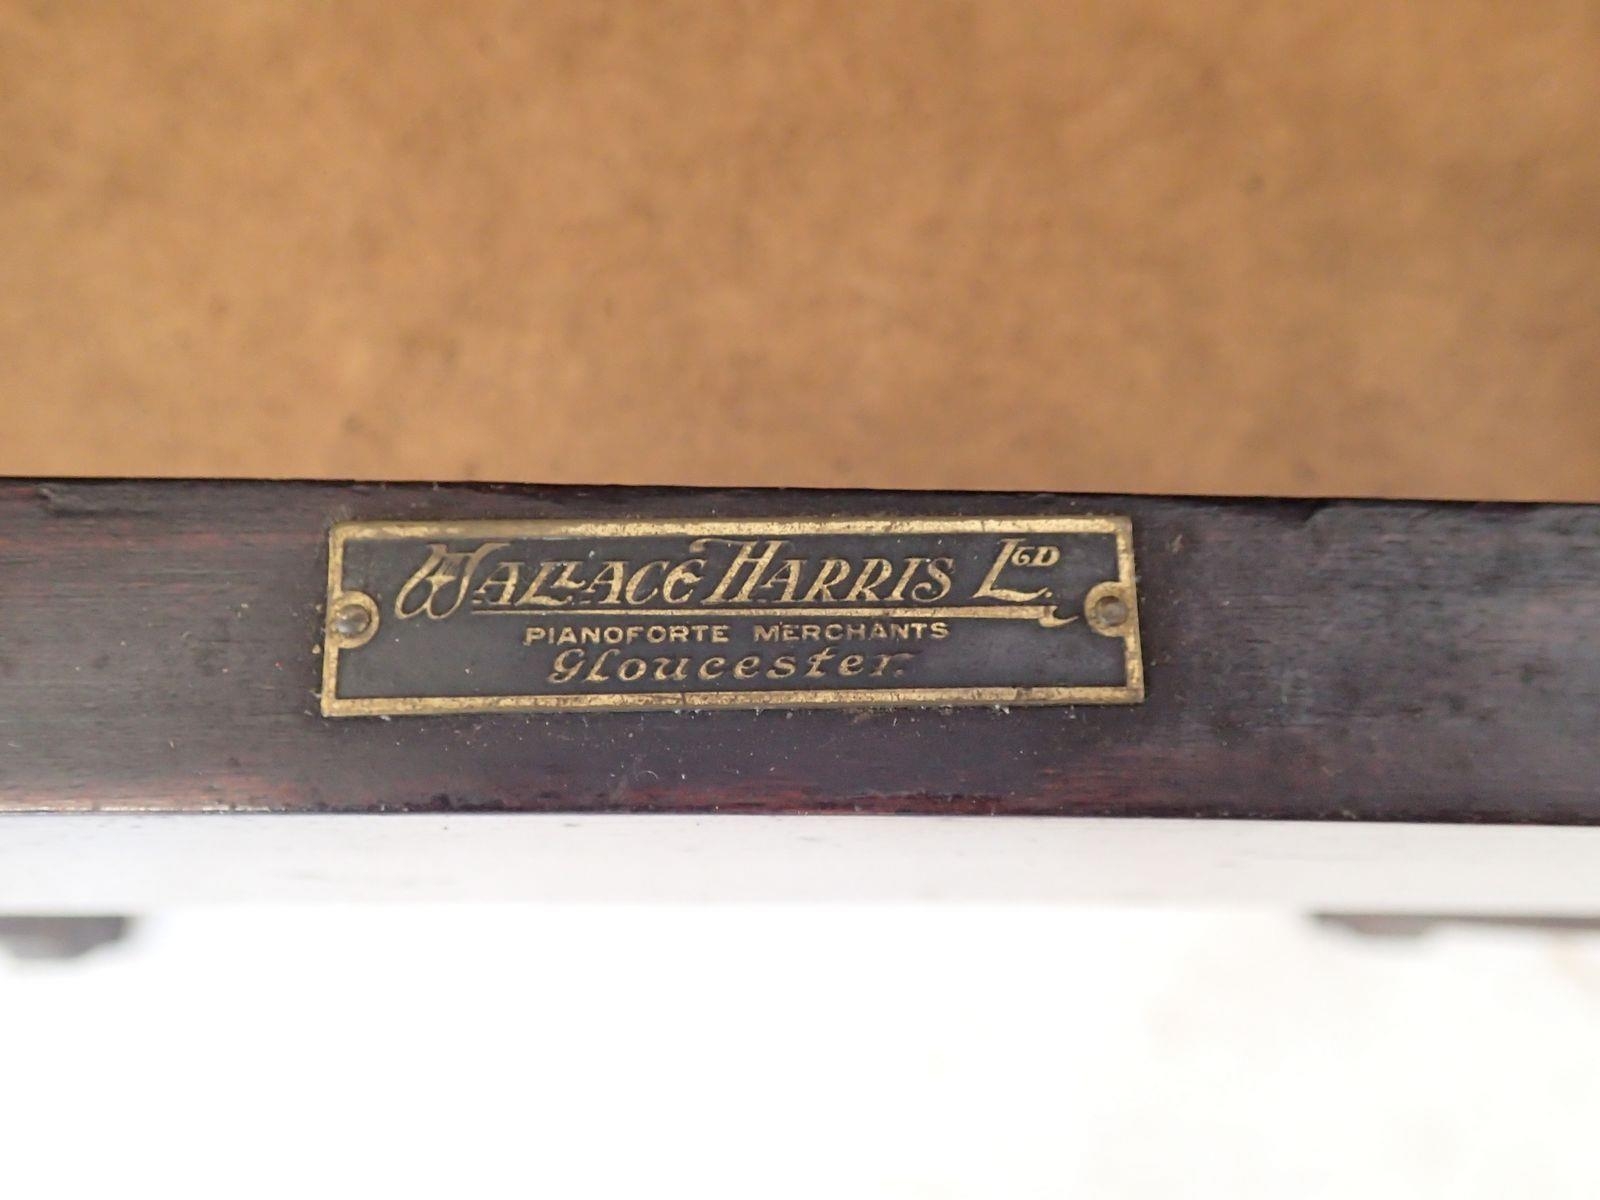 Wallace Harris LTD.
PIANOFORTE MERCHANTS
Gloucester.